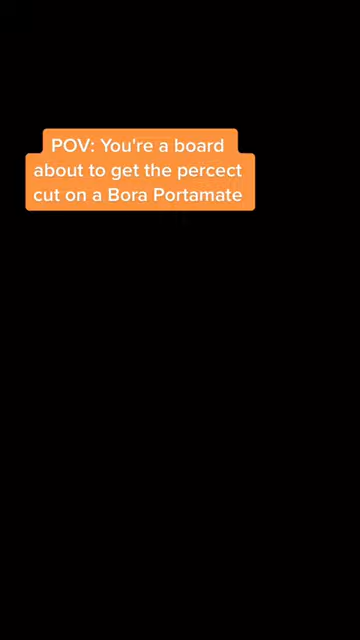 POV: You're a board
about to get the percect
cut on a Bora Portamate